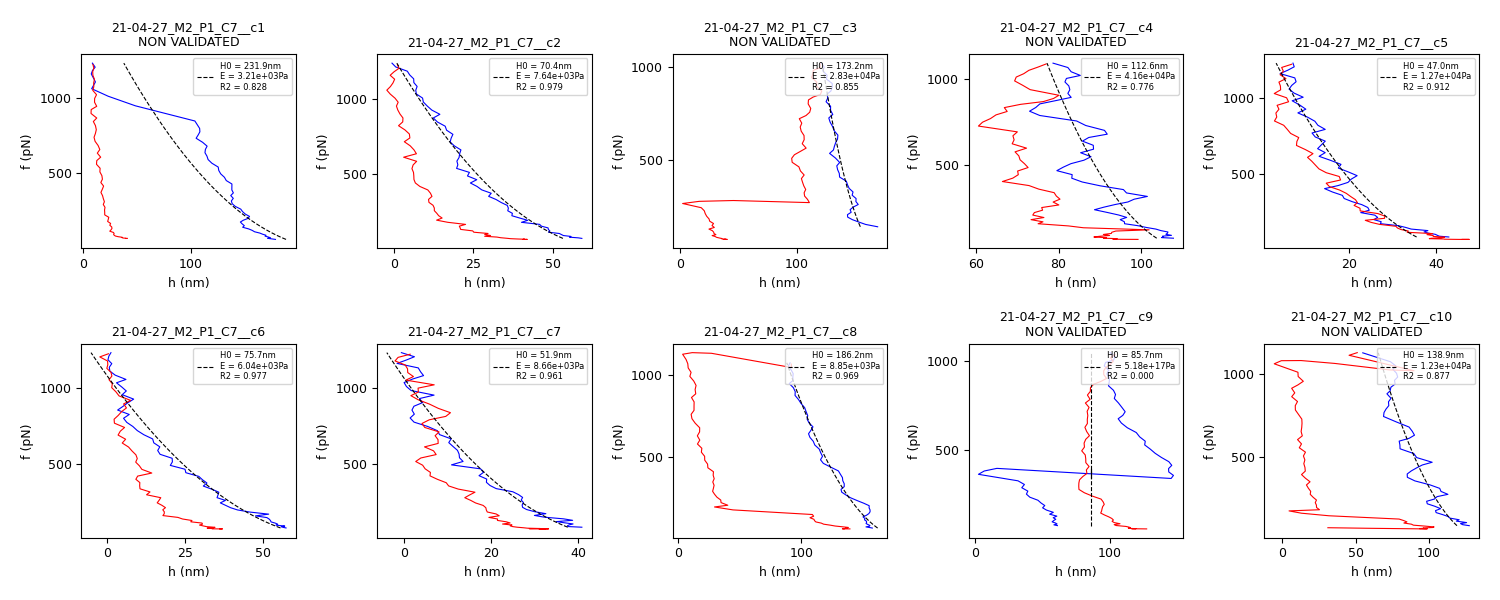 21-04-27_M2_P1_C7__c1
NON VALIDATED
H0 = 231.9nm
E = 3.21e+03Pa
R2 = 0.828
f (pN)
1000
500
0
100
h (nm)
21-04-27_M2_P1_C7__c2
H0 = 70.4nm
E = 7.64e+03Pa
R2 = 0.979
f (pN)
1000
500
0
25
50
h (nm)
21-04-27_M2_P1_C7__c3
NON VALIDATED
H0 = 173.2nm
E = 2.83e+04Pa
R2 = 0.855
f (pN)
1000
500
0
100
h (nm)
21-04-27_M2_P1_C7__c4
NON VALIDATED
H0 = 112.6nm
E = 4.16e+04Pa
R2 = 0.776
f (pN)
1000
500
60
80
100
h (nm)
21-04-27_M2_P1_C7__c5
H0 = 47.0nm
E = 1.27e+04Pa
R2 = 0.912
f (pN)
1000
500
20
40
h (nm)
21-04-27_M2_P1_C7__c6
H0 = 75.7nm
E = 6.04e+03Pa
R2 = 0.977
f (pN)
1000
500
0
25
50
h (nm)
21-04-27_M2_P1_C7__c7
H0 = 51.9nm
E = 8.66e+03Pa
R2 = 0.961
f (pN)
1000
500
0
20
40
h (nm)
21-04-27_M2_P1_C7__c8
H0 = 186.2nm
E = 8.85e+03Pa
R2 = 0.969
f (pN)
1000
500
0
100
h (nm)
21-04-27_M2_P1_C7__c9
NON VALIDATED
H0 = 85.7nm
E = 5.18e+17Pa
R2 = 0.000
f (pN)
1000
500
0
100
h (nm)
21-04-27_M2_P1_C7__c10
NON VALIDATED
H0 = 138.9nm
E = 1.23e+04Pa
R2 = 0.877
f (pN)
1000
500
0
50
100
h (nm)